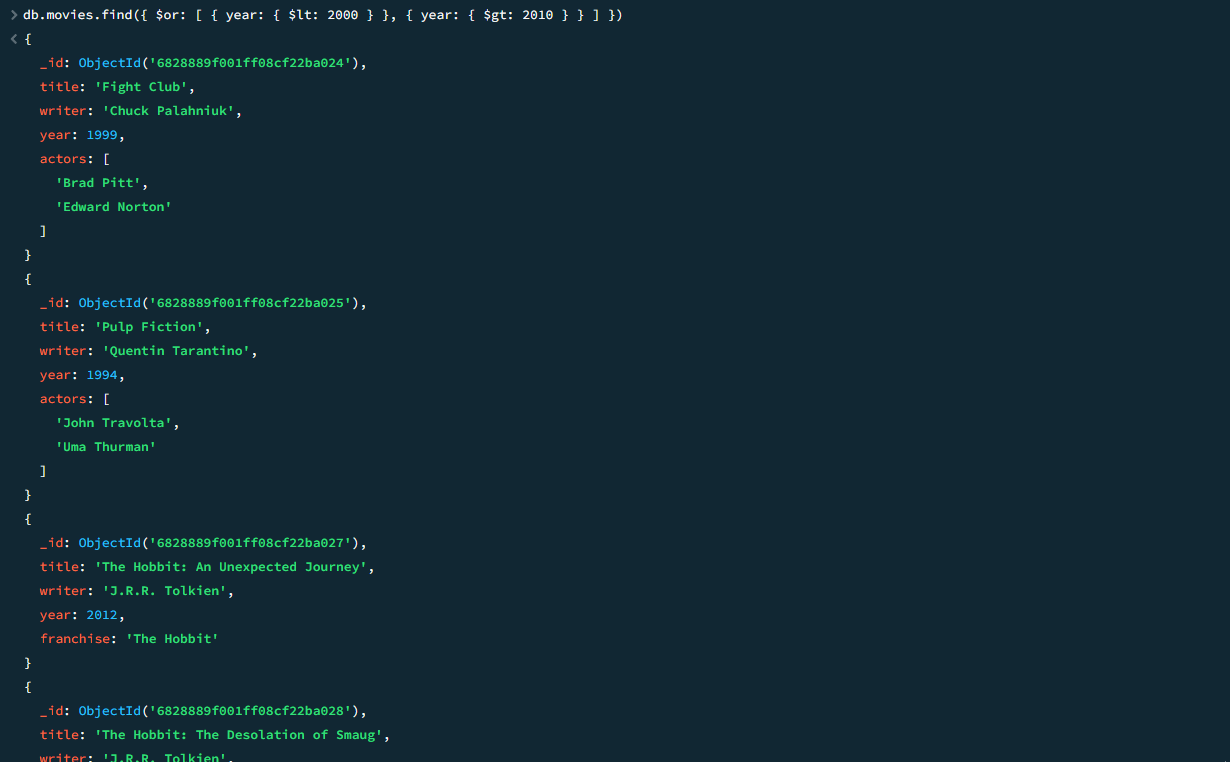 > db.movies.find({ $or: [ { year: { $lt: 2000 } }, { year: { $gt: 2010 } } ] })
< {
_id: ObjectId('6828889f001ff08cf22ba024'),
title: 'Fight Club',
writer: 'Chuck Palahniuk',
year: 1999,
actors: [
'Brad Pitt',
'Edward Norton'
]
}
{
_id: ObjectId('6828889f001ff08cf22ba025'),
title: 'Pulp Fiction',
writer: 'Quentin Tarantino',
year: 1994,
actors: [
'John Travolta',
'Uma Thurman'
]
}
{
_id: ObjectId('6828889f001ff08cf22ba027'),
title: 'The Hobbit: An Unexpected Journey',
writer: 'J.R.R. Tolkien',
year: 2012,
franchise: 'The Hobbit'
}
{
_id: ObjectId('6828889f001ff08cf22ba028'),
title: 'The Hobbit: The Desolation of Smaug',
writer: 'J.R.R. Tolkien',